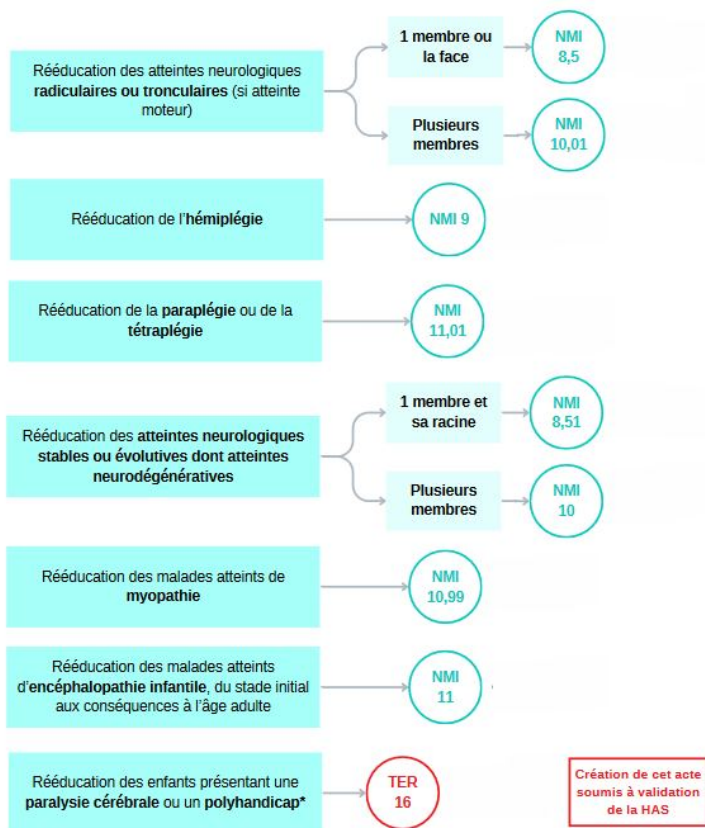 1 membre ou
la face
NMI
8,5
Rééducation des atteintes neurologiques
radiculaires ou tronculaires (si atteinte
moteur)
Plusieurs
membres
NMI
10,01
Rééducation de l'hémiplégie
NMI 9
Rééducation de la paraplégie ou de la
tétraplégie
NMI
11,01
1 membre et
sa racine
NMI
8,51
Rééducation des atteintes neurologiques
stables ou évolutives dont atteintes
neurodégénératives
Plusieurs
membres
NMI
10
Rééducation des malades atteints de
myopathie
NMI
10,99
Rééducation des malades atteints
d'encéphalopathie infantile, du stade initial
aux conséquences à l'âge adulte
NMI
11
Rééducation des enfants présentant une
paralysie cérébrale ou un polyhandicap*
TER
16
Création de cet acte
soumis à validation
de la HAS